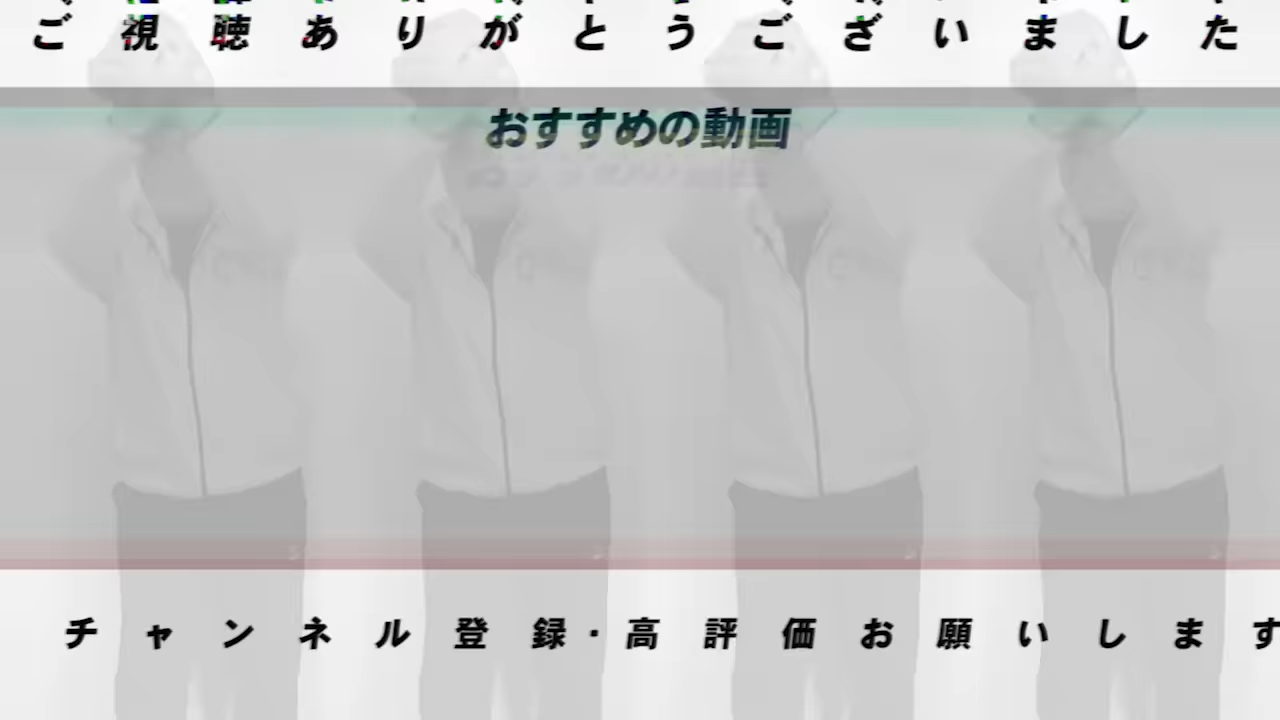 ご視聴ありがとうございました
おすすめの動画
チャンネル登録・高評価お願いします